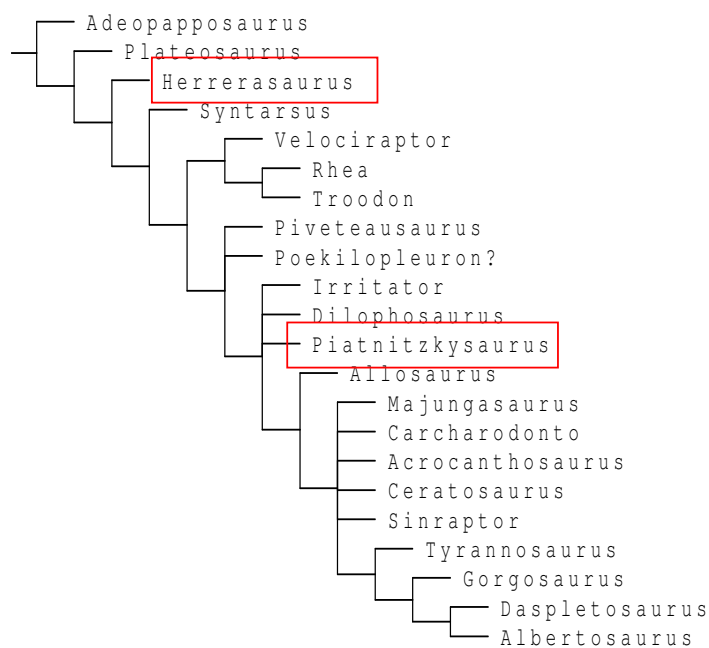 Adeopapposaurus
Plateosaurus
Herrerasaurus
Syntarsus
Velociraptor
Rhea
Troodon
Piveteausaurus
Poekilopleuron?
Irritator
Dilophosaurus
Piatnitzkysaurus
Allosaurus
Majungasaurus
Carcharodonto
Acrocanthosaurus
Ceratosaurus
Sinraptor
Tyrannosaurus
Gorgosaurus
Daspletosaurus
Albertosaurus